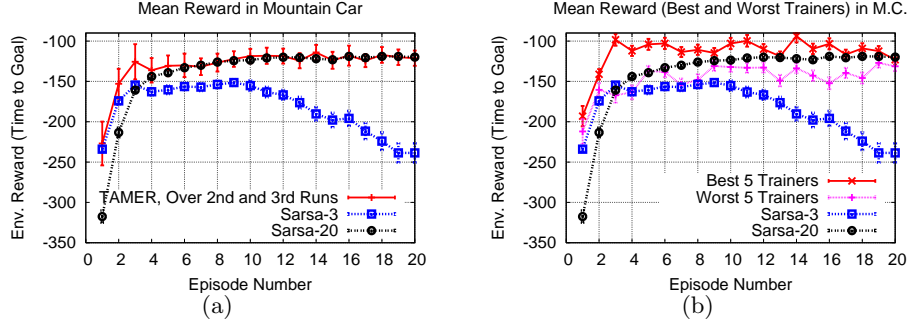 Mean Reward in Mountain Car
Env. Reward (Time to Goal)
-100
-150
-200
-250
-300
-350
TAMER, Over 2nd and 3rd Runs
Sarsa-3
Sarsa-20
0 2 4 6 8 10 12 14 16 18 20
Episode Number
(a)
Mean Reward (Best and Worst Trainers) in M.C.
Env. Reward (Time to Goal)
-100
-150
-200
-250
-300
-350
Best 5 Trainers
Worst 5 Trainers
Sarsa-3
Sarsa-20
0 2 4 6 8 10 12 14 16 18 20
Episode Number
(b)